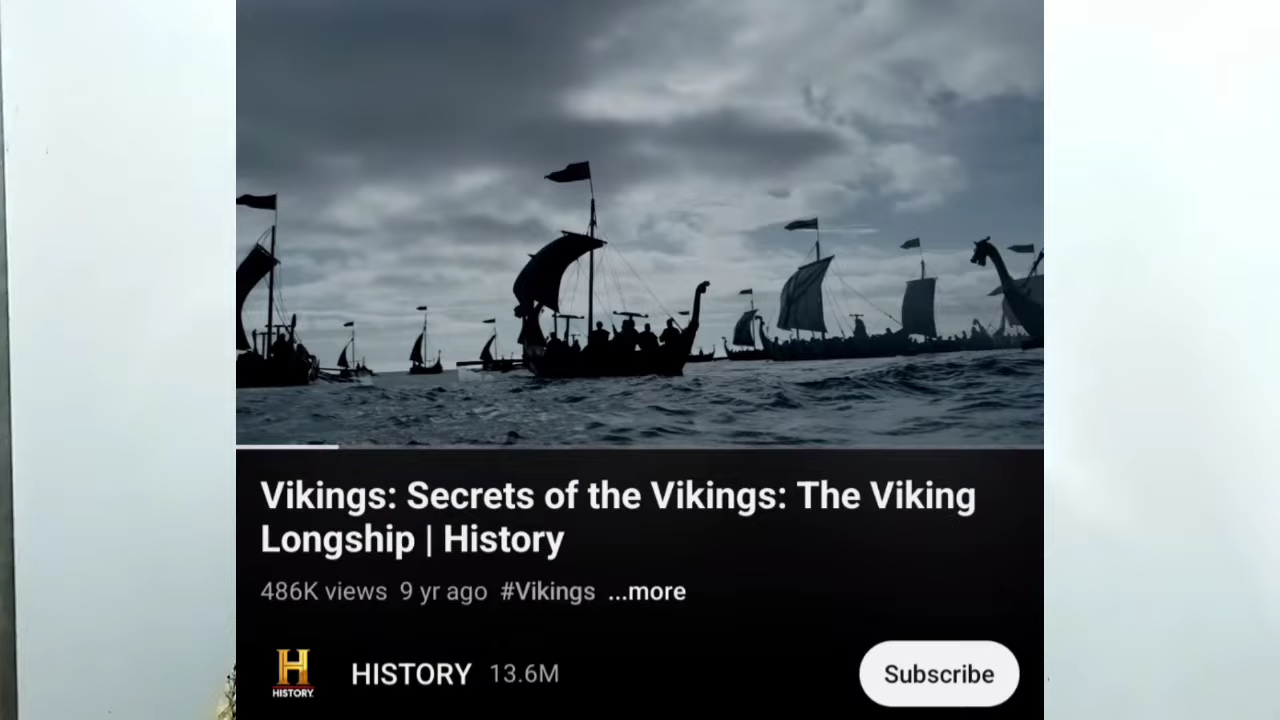 Vikings: Secrets of the Vikings: The Viking
Longship | History
486K views 9 yr ago #Vikings ...more
H
HISTORY
HISTORY 13.6M
Subscribe